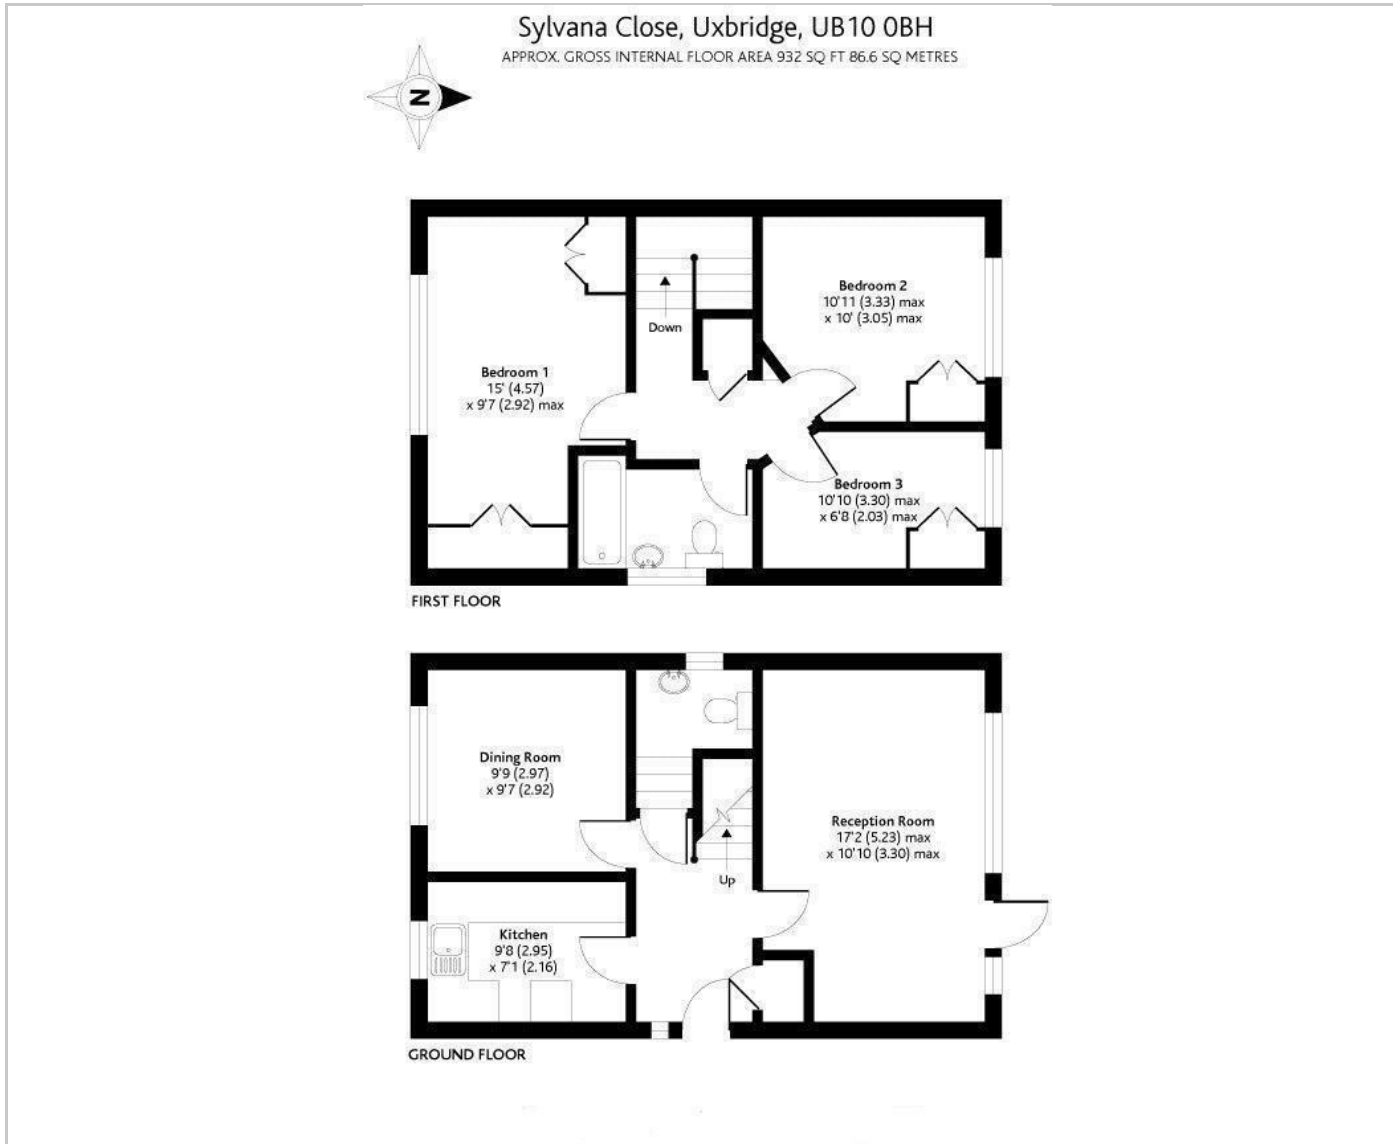 Sylvana Close, Uxbridge, UB10 0BH
APPROX. GROSS INTERNAL FLOOR AREA 932 SQ FT 86.6 SQ METRES
N
Bedroom 2
10'11 (3.33) max
x 10' (3.05) max
Down
Bedroom 1
15' (4.57)
x 9'7 (2.92) max
Bedroom 3
10'10 (3.30) max
x 6'8 (2.03) max
FIRST FLOOR
Dining Room
9'9 (2.97)
x 9'7 (2.92)
Reception Room
17'2 (5.23) max
x 10'10 (3.30) max
Up
Kitchen
9'8 (2.95)
x 7'1 (2.16)
GROUND FLOOR